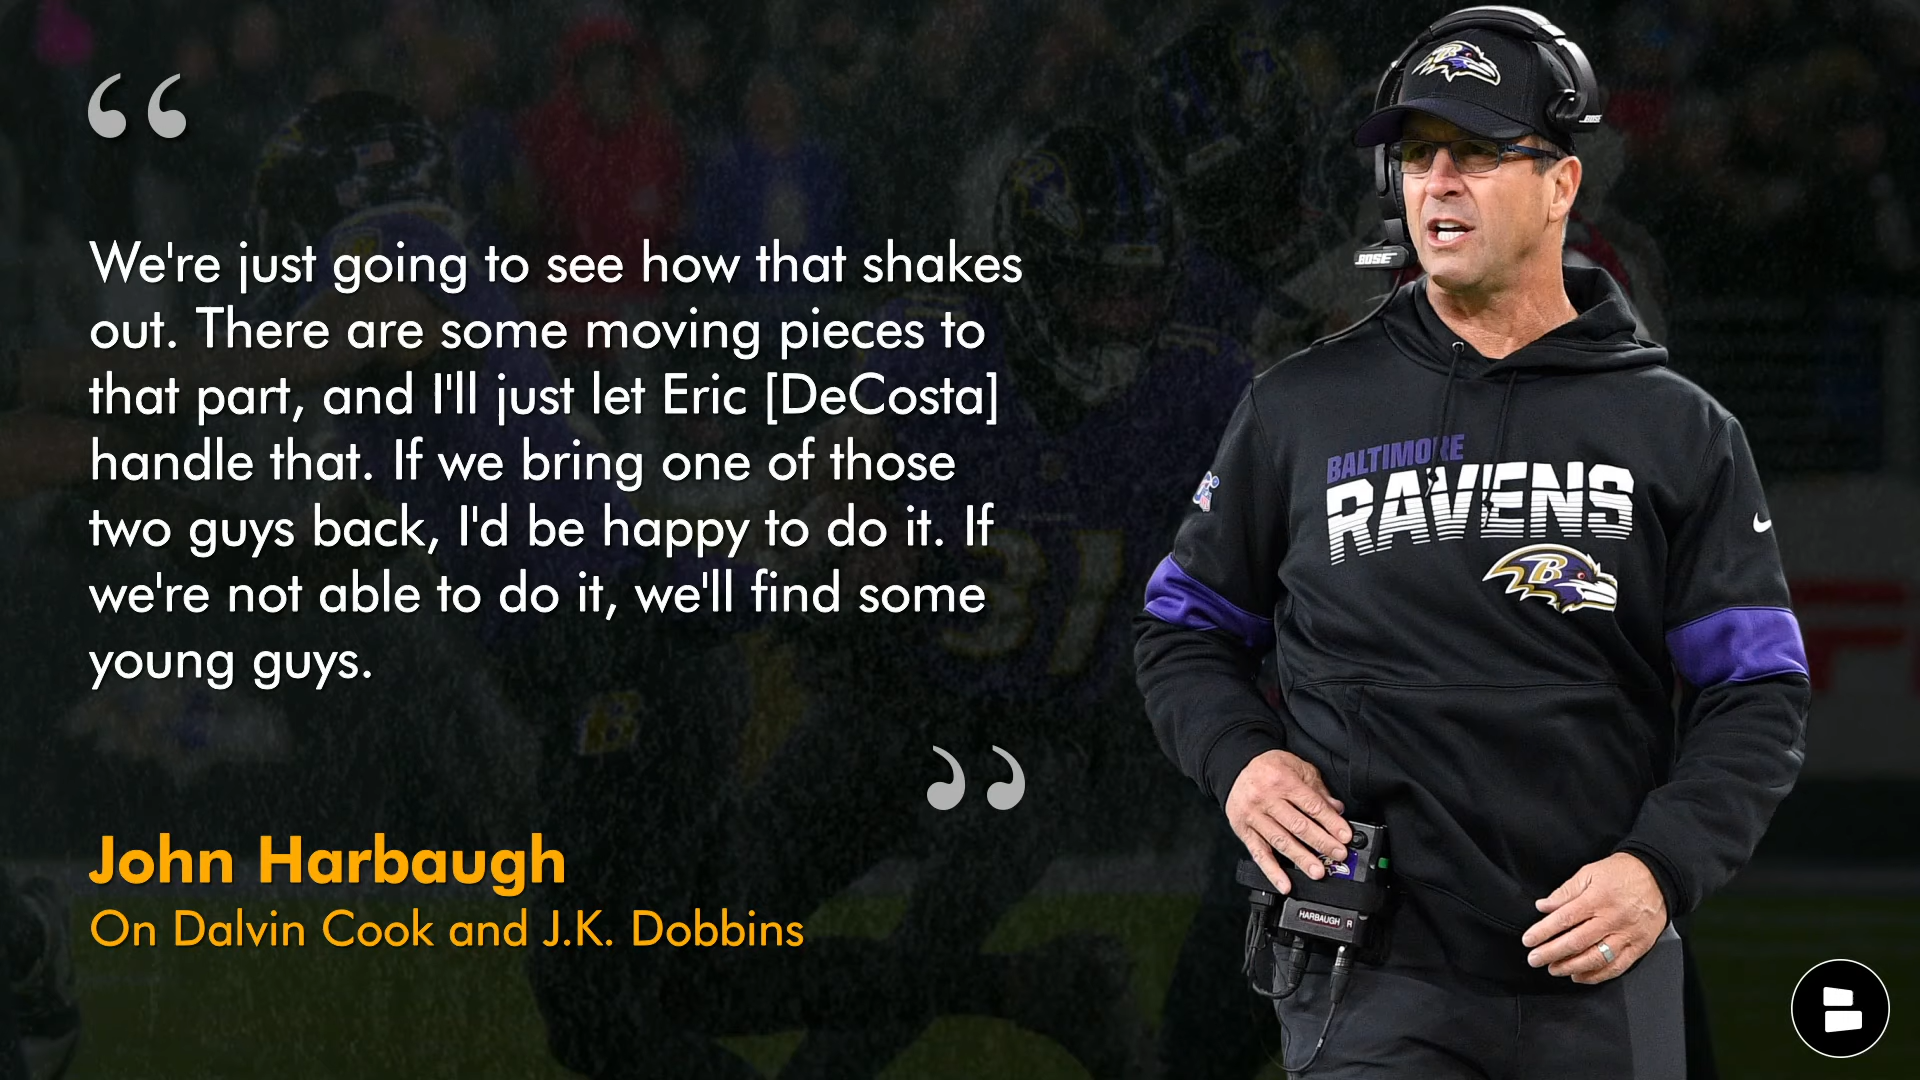 “
We're just going to see how that shakes
out. There are some moving pieces to
that part, and I'll just let Eric [DeCosta]
handle that. If we bring one of those
two guys back, I'd be happy to do it. If
we're not able to do it, we'll find some
young guys.
”
John Harbaugh
On Dalvin Cook and J.K. Dobbins
BOSE
BOSE
B
BALTIMORE
RAVENS
B
HARBAUGH R
31